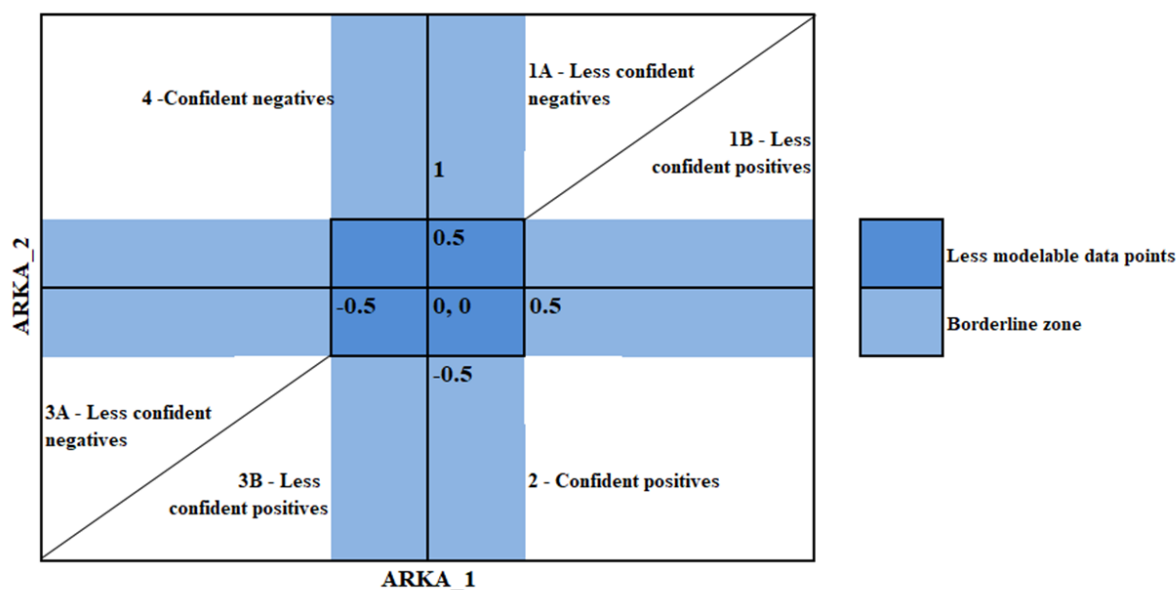 1A - Less confident
negatives
4 -Confident negatives
1B - Less
confident positives
1
0.5
-0.5
0, 0
0.5
-0.5
ARKA_2
Less modelable data points
Borderline zone
3A - Less confident
negatives
3B - Less
confident positives
2 - Confident positives
ARKA_1